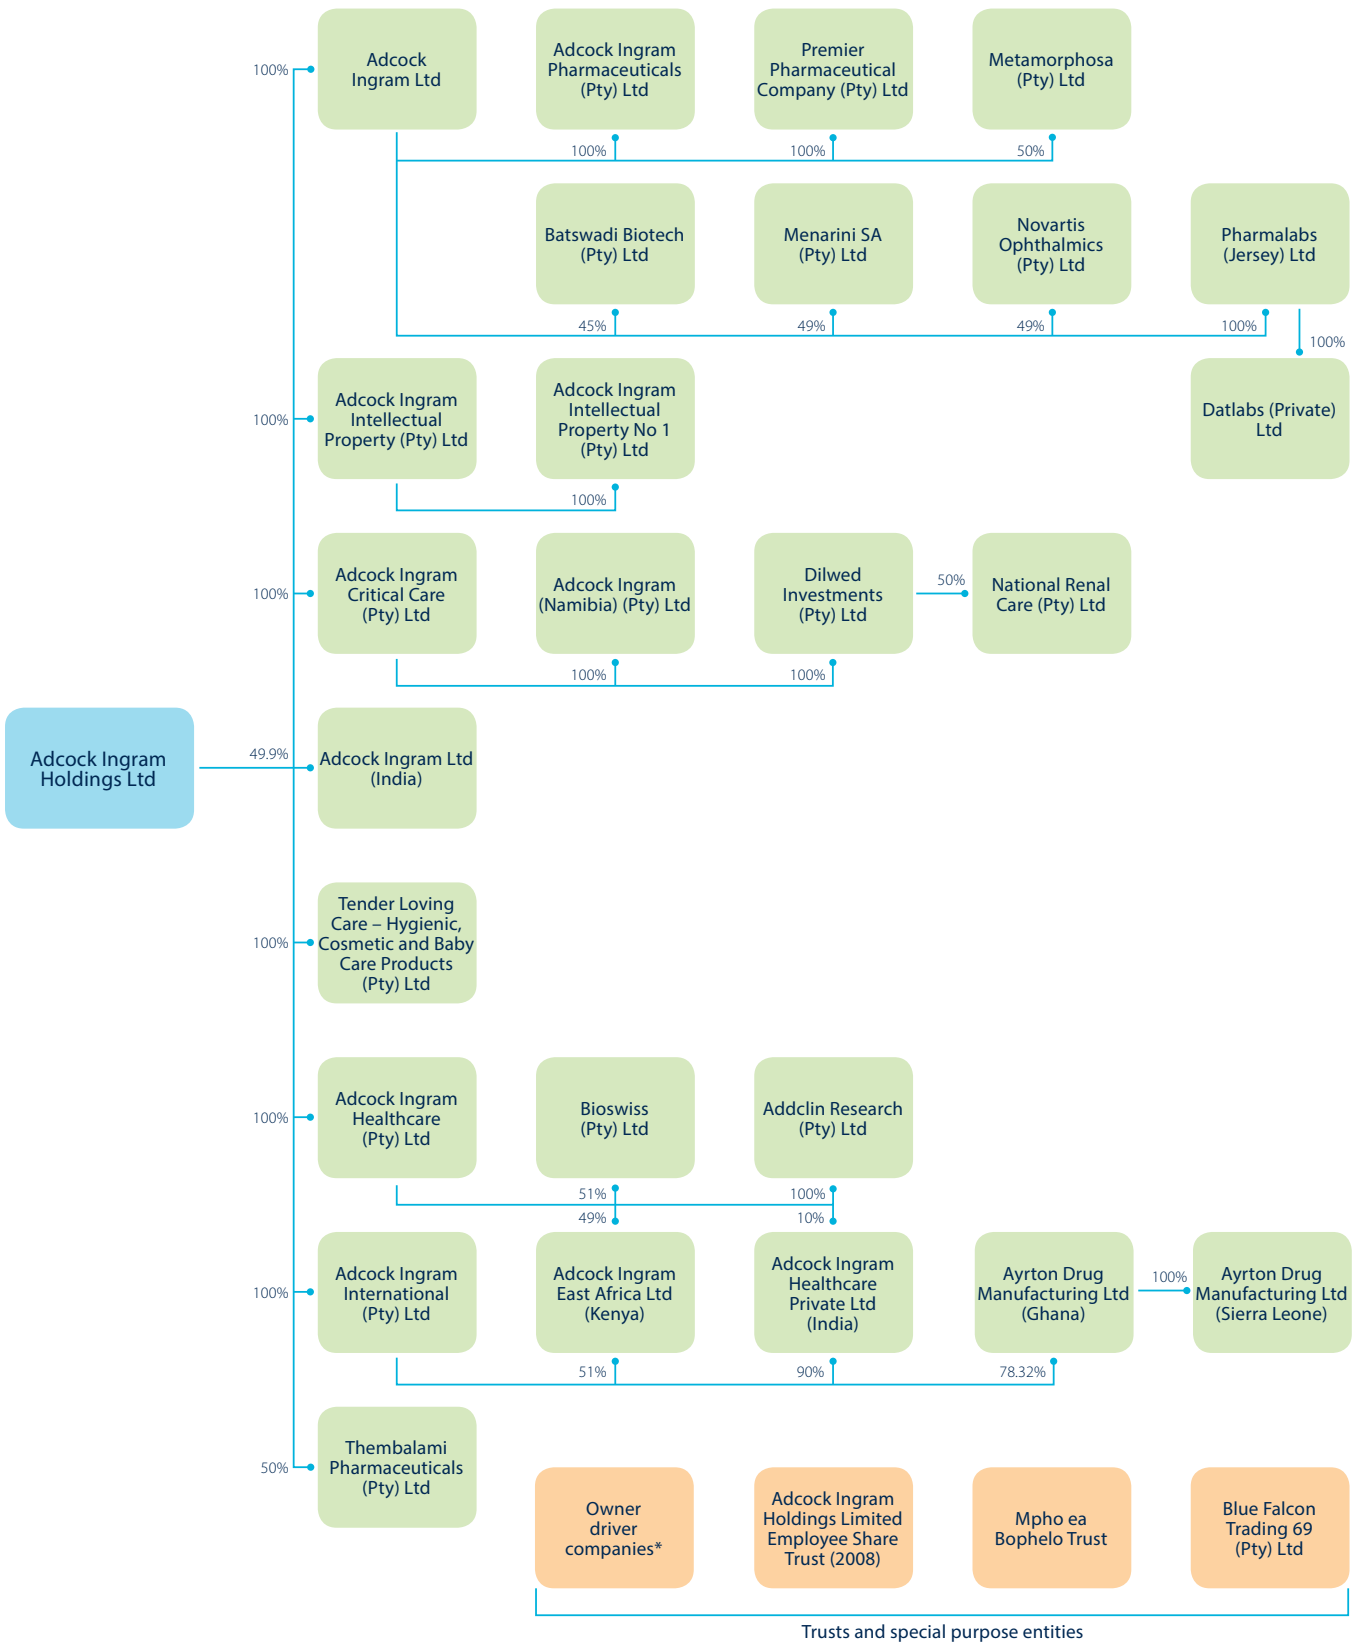 Adcock
Ingram Ltd
Adcock Ingram
Pharmaceuticals
(Pty) Ltd
Premier
Pharmaceutical
Company (Pty) Ltd
Metamorphosa
(Pty) Ltd
100%
100%
100%
50%
Batswadi Biotech
(Pty) Ltd
Menarini SA
(Pty) Ltd
Novartis
Ophthalmics
(Pty) Ltd
Pharmalabs
(Jersey) Ltd
45%
49%
49%
100%
100%
Adcock Ingram
Intellectual
Property (Pty) Ltd
Adcock Ingram
Intellectual
Property No 1
(Pty) Ltd
Datlabs (Private)
Ltd
100%
100%
Adcock Ingram
Critical Care
(Pty) Ltd
Adcock Ingram
(Namibia) (Pty) Ltd
Dilwed
Investments
(Pty) Ltd
50%
National Renal
Care (Pty) Ltd
100%
100%
100%
Adcock Ingram
Holdings Ltd
49.9%
Adcock Ingram Ltd
(India)
100%
Tender Loving
Care – Hygienic,
Cosmetic and Baby
Care Products
(Pty) Ltd
100%
Adcock Ingram
Healthcare
(Pty) Ltd
Bioswiss
(Pty) Ltd
Addclin Research
(Pty) Ltd
51%
100%
49%
10%
100%
Adcock Ingram
International
(Pty) Ltd
Adcock Ingram
East Africa Ltd
(Kenya)
Adcock Ingram
Healthcare
Private Ltd
(India)
Ayrton Drug
Manufacturing Ltd
(Ghana)
100%
Ayrton Drug
Manufacturing Ltd
(Sierra Leone)
51%
90%
78.32%
50%
Thembalami
Pharmaceuticals
(Pty) Ltd
Owner
driver
companies*
Adcock Ingram
Holdings Limited
Employee Share
Trust (2008)
Mpho ea
Bophelo Trust
Blue Falcon
Trading 69
(Pty) Ltd
Trusts and special purpose entities